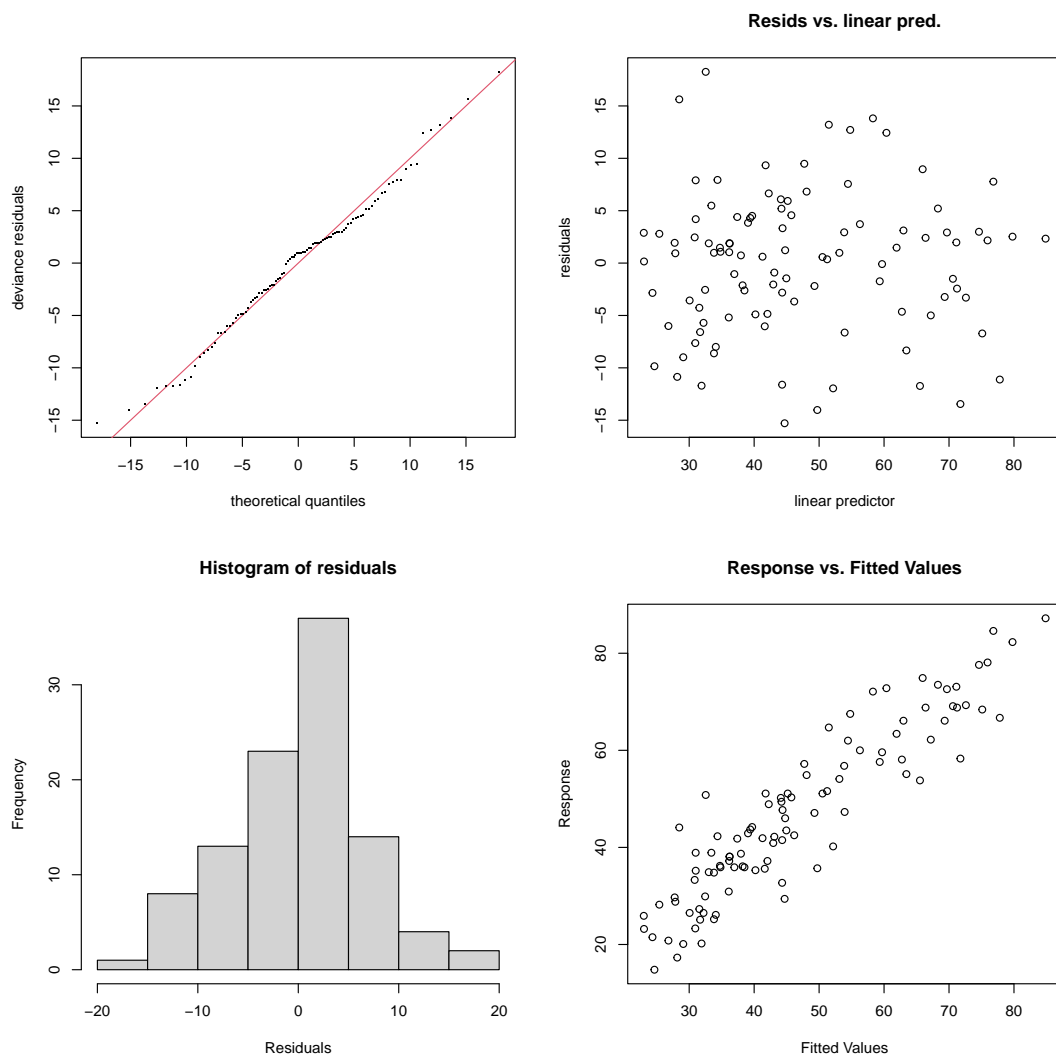 deviance residuals
15
10
5
0
−5
−10
−15
−15 −10 −5 0 5 10 15
theoretical quantiles
Resids vs. linear pred.
residuals
15
10
5
0
−5
−10
−15
30 40 50 60 70 80
linear predictor
Histogram of residuals
Frequency
30
20
10
0
−20 −10 0 10 20
Residuals
Response vs. Fitted Values
Response
80
60
40
20
30 40 50 60 70 80
Fitted Values